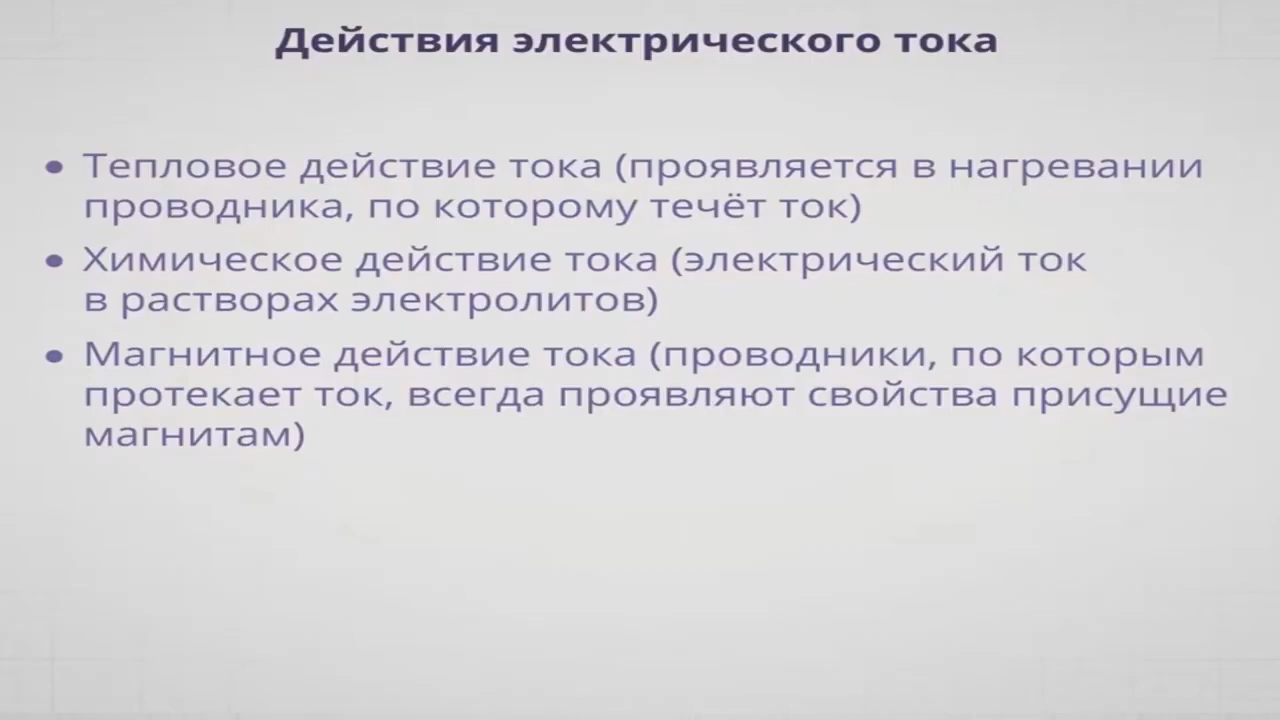 Действия электрического тока
• Тепловое действие тока (проявляется в нагревании
проводника, по которому течёт ток)
• Химическое действие тока (электрический ток
в растворах электролитов)
• Магнитное действие тока (проводники, по которым
протекает ток, всегда проявляют свойства присущие
магнитам)